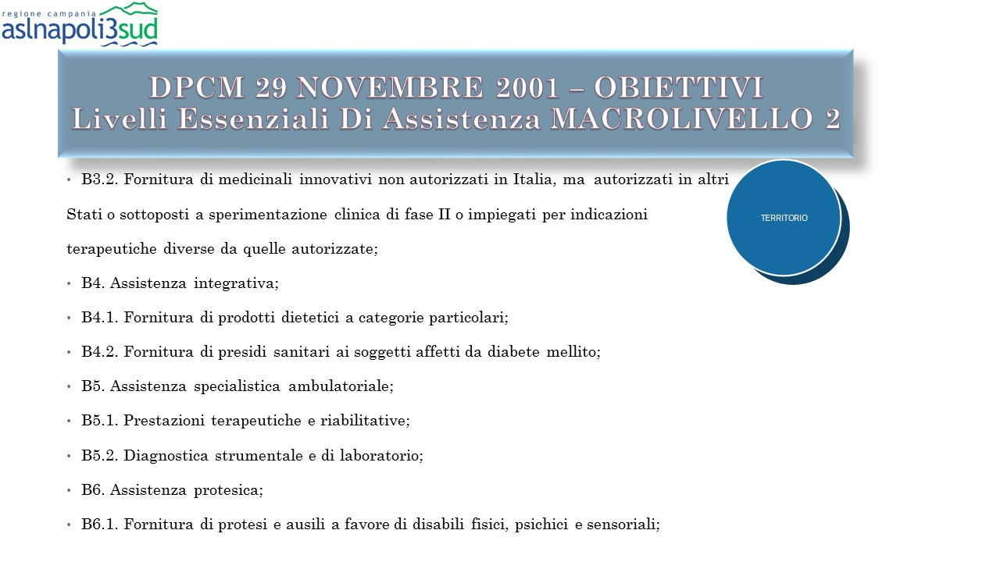 regione campania
aslnapoli3sud
DPCM 29 NOVEMBRE 2001 – OBIETTIVI
Livelli Essenziali Di Assistenza MACROLIVELLO 2
• B3.2. Fornitura di medicinali innovativi non autorizzati in Italia, ma autorizzati in altri
Stati o sottoposti a sperimentazione clinica di fase II o impiegati per indicazioni
terapeutiche diverse da quelle autorizzate;
TERRITORIO
• B4. Assistenza integrativa;
• B4.1. Fornitura di prodotti dietetici a categorie particolari;
• B4.2. Fornitura di presidi sanitari ai soggetti affetti da diabete mellito;
• B5. Assistenza specialistica ambulatoriale;
• B5.1. Prestazioni terapeutiche e riabilitative;
• B5.2. Diagnostica strumentale e di laboratorio;
• B6. Assistenza protesica;
• B6.1. Fornitura di protesi e ausili a favore di disabili fisici, psichici e sensoriali;